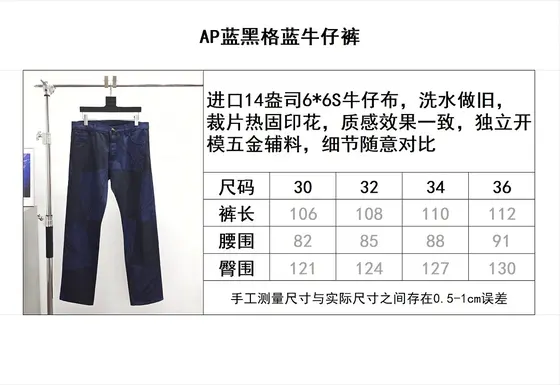 AP蓝黑格蓝牛仔裤
进口14盎司6*6S牛仔布，洗水做旧，
裁片热固印花，质感效果一致，独立开
模五金辅料，细节随意对比
尺码 30 32 34 36
裤长 106 108 110 112
腰围 82 85 88 91
臀围 121 124 127 130
手工测量尺寸与实际尺寸之间存在0.5-1cm误差